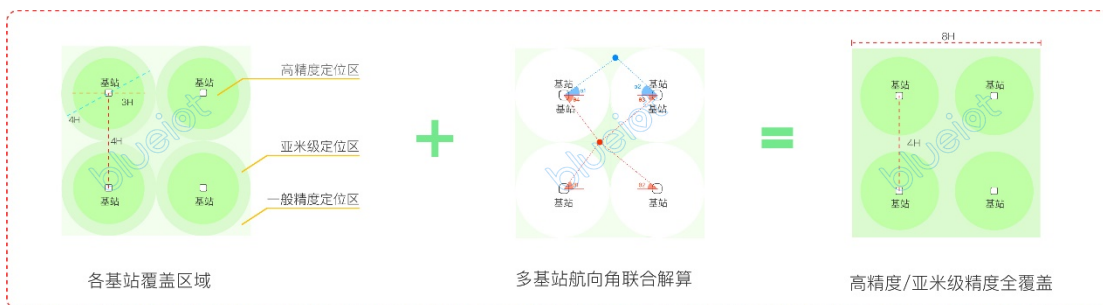 8H
基站
基站
高精度定位区
3H
4H
4H
亚米级定位区
基站
基站
一般精度定位区
blueiot
各基站覆盖区域
+
基站
基站
基站
基站
基站
基站
blueiot
多基站航向角联合解算
=
基站
基站
4H
基站
基站
blueiot
高精度/亚米级精度全覆盖